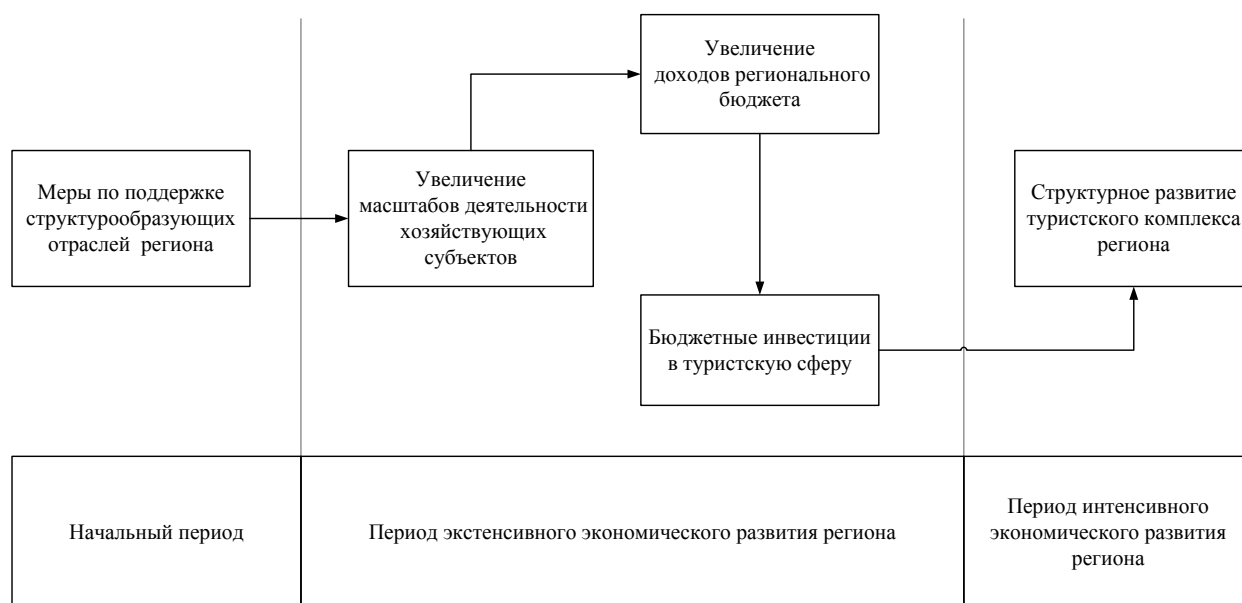 Меры по поддержке
структурообразующих
отраслей региона
Увеличение
масштабов деятельности
хозяйствующих
субъектов
Увеличение
доходов регионального
бюджета
Бюджетные инвестиции
в туристскую сферу
Структурное развитие
туристского комплекса
региона
Начальный период
Период экстенсивного экономического развития региона
Период интенсивного
экономического развития
региона